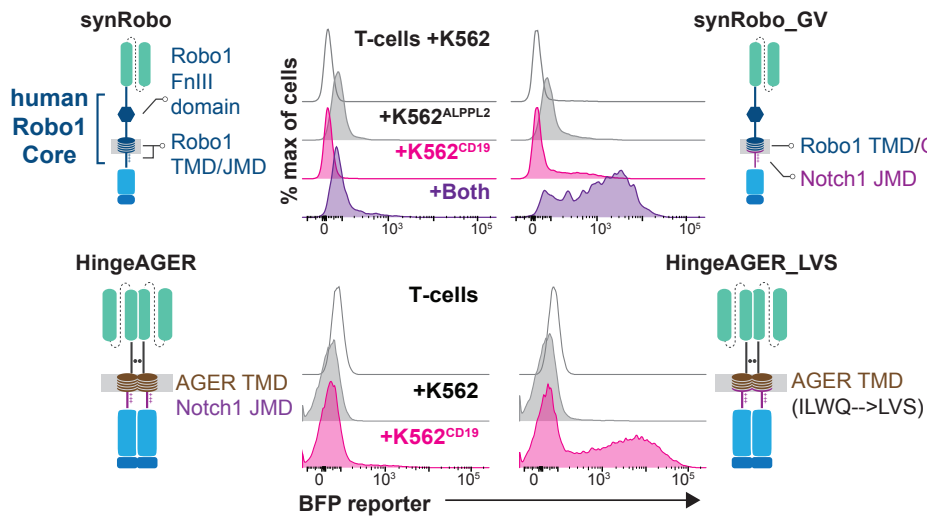 synRobo
Robo1
FnIII
domain
human
Robo1
Core
Robo1
TMD/JMD
% max of cells
T-cells +K562
+K562ALPPL2
+K562CD19
+Both
0 10³ 10⁵
0 10³ 10⁵
synRobo_GV
Robo1 TMD/
Notch1 JMD
HingeAGER
AGER TMD
Notch1 JMD
T-cells
+K562
+K562CD19
0 10³ 10⁵
0 10³ 10⁵
BFP reporter
HingeAGER_LVS
AGER TMD
(ILWQ-->LVS)